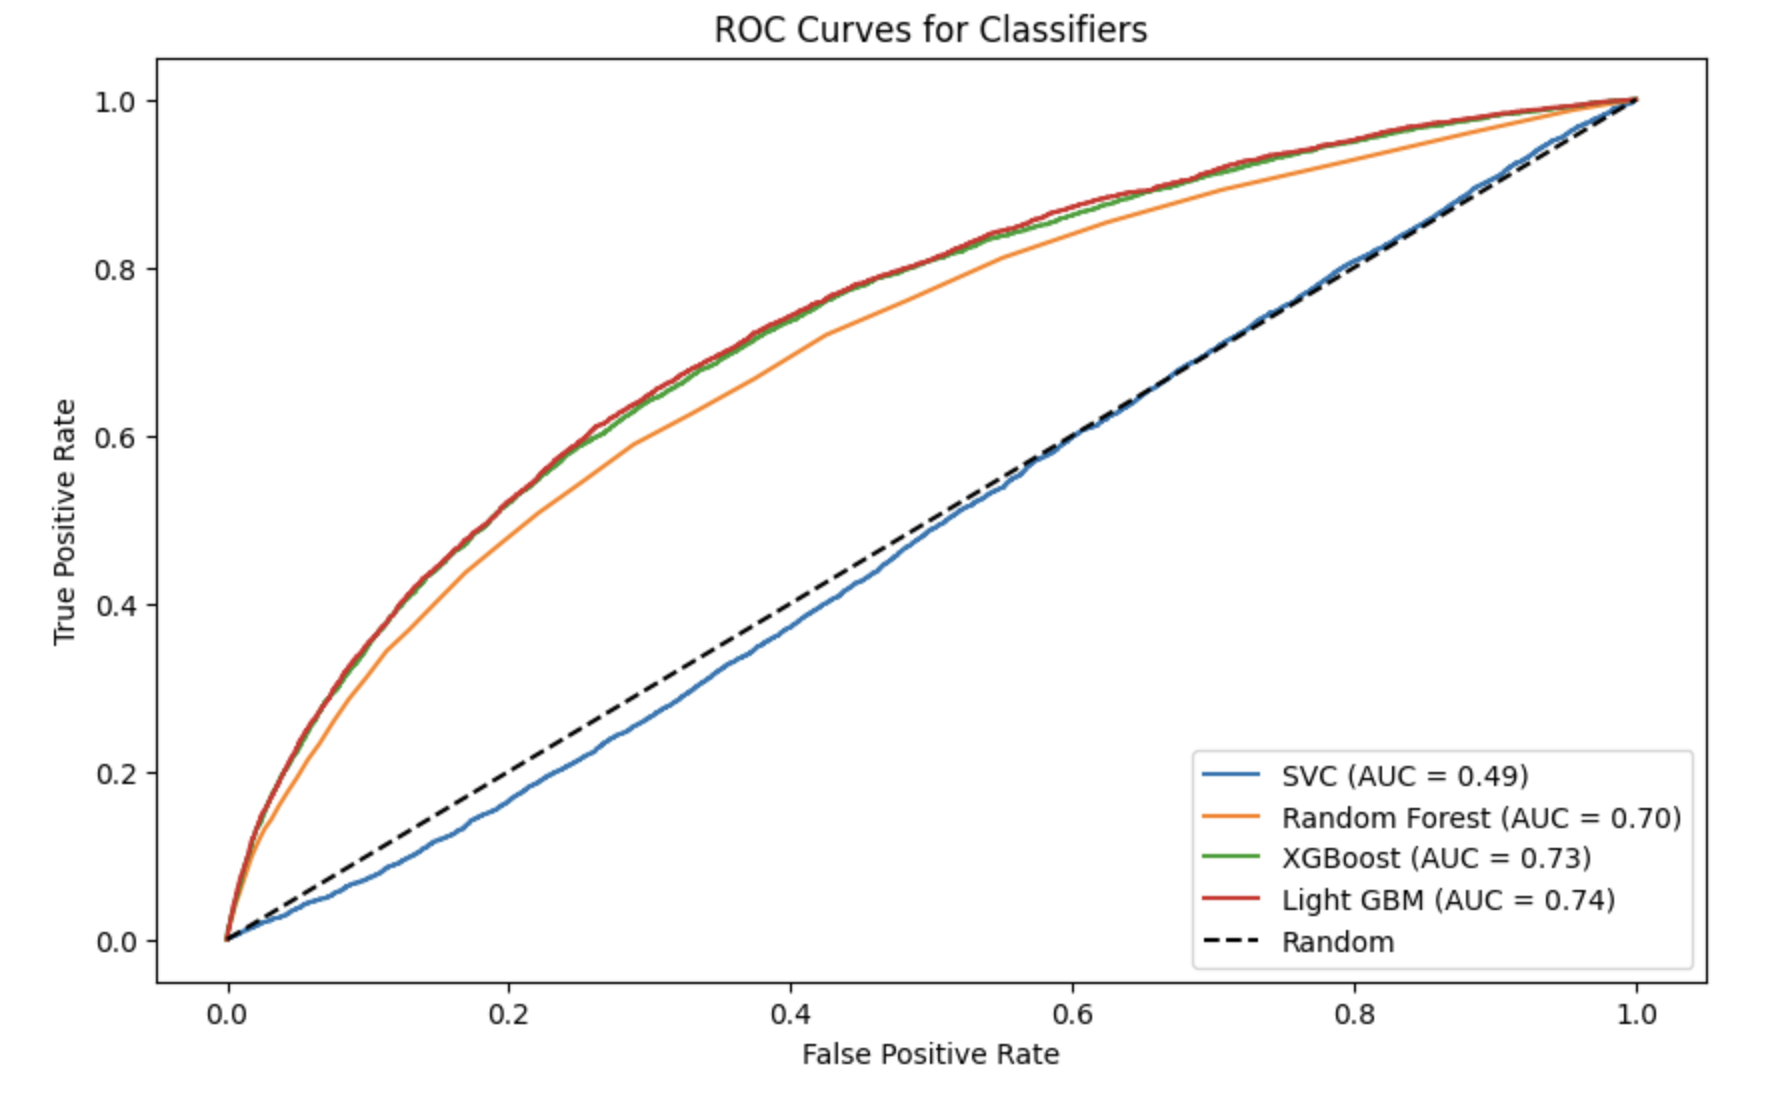 ROC Curves for Classifiers
True Positive Rate
1.0
0.8
0.6
0.4
0.2
0.0
0.0 0.2 0.4 0.6 0.8 1.0
False Positive Rate
SVC (AUC = 0.49)
Random Forest (AUC = 0.70)
XGBoost (AUC = 0.73)
Light GBM (AUC = 0.74)
Random